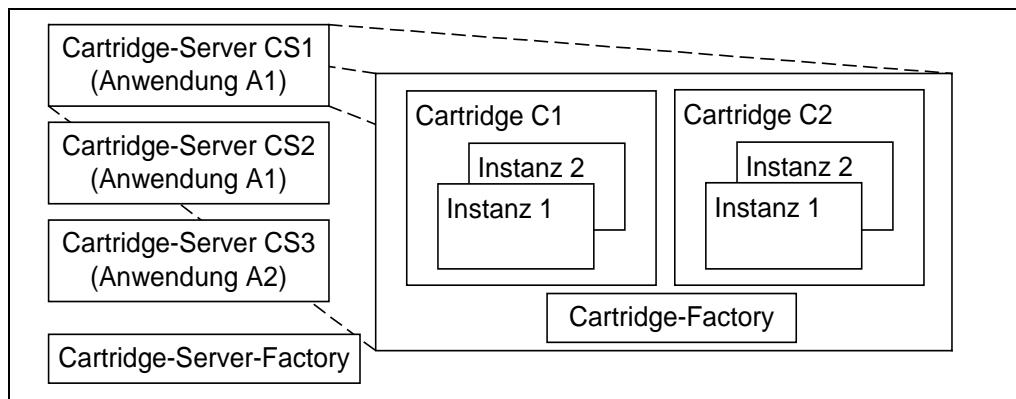 Cartridge-Server CS1
(Anwendung A1)
Cartridge-Server CS2
(Anwendung A1)
Cartridge-Server CS3
(Anwendung A2)
Cartridge-Server-Factory
Cartridge C1
Instanz 2
Instanz 1
Cartridge C2
Instanz 2
Instanz 1
Cartridge-Factory